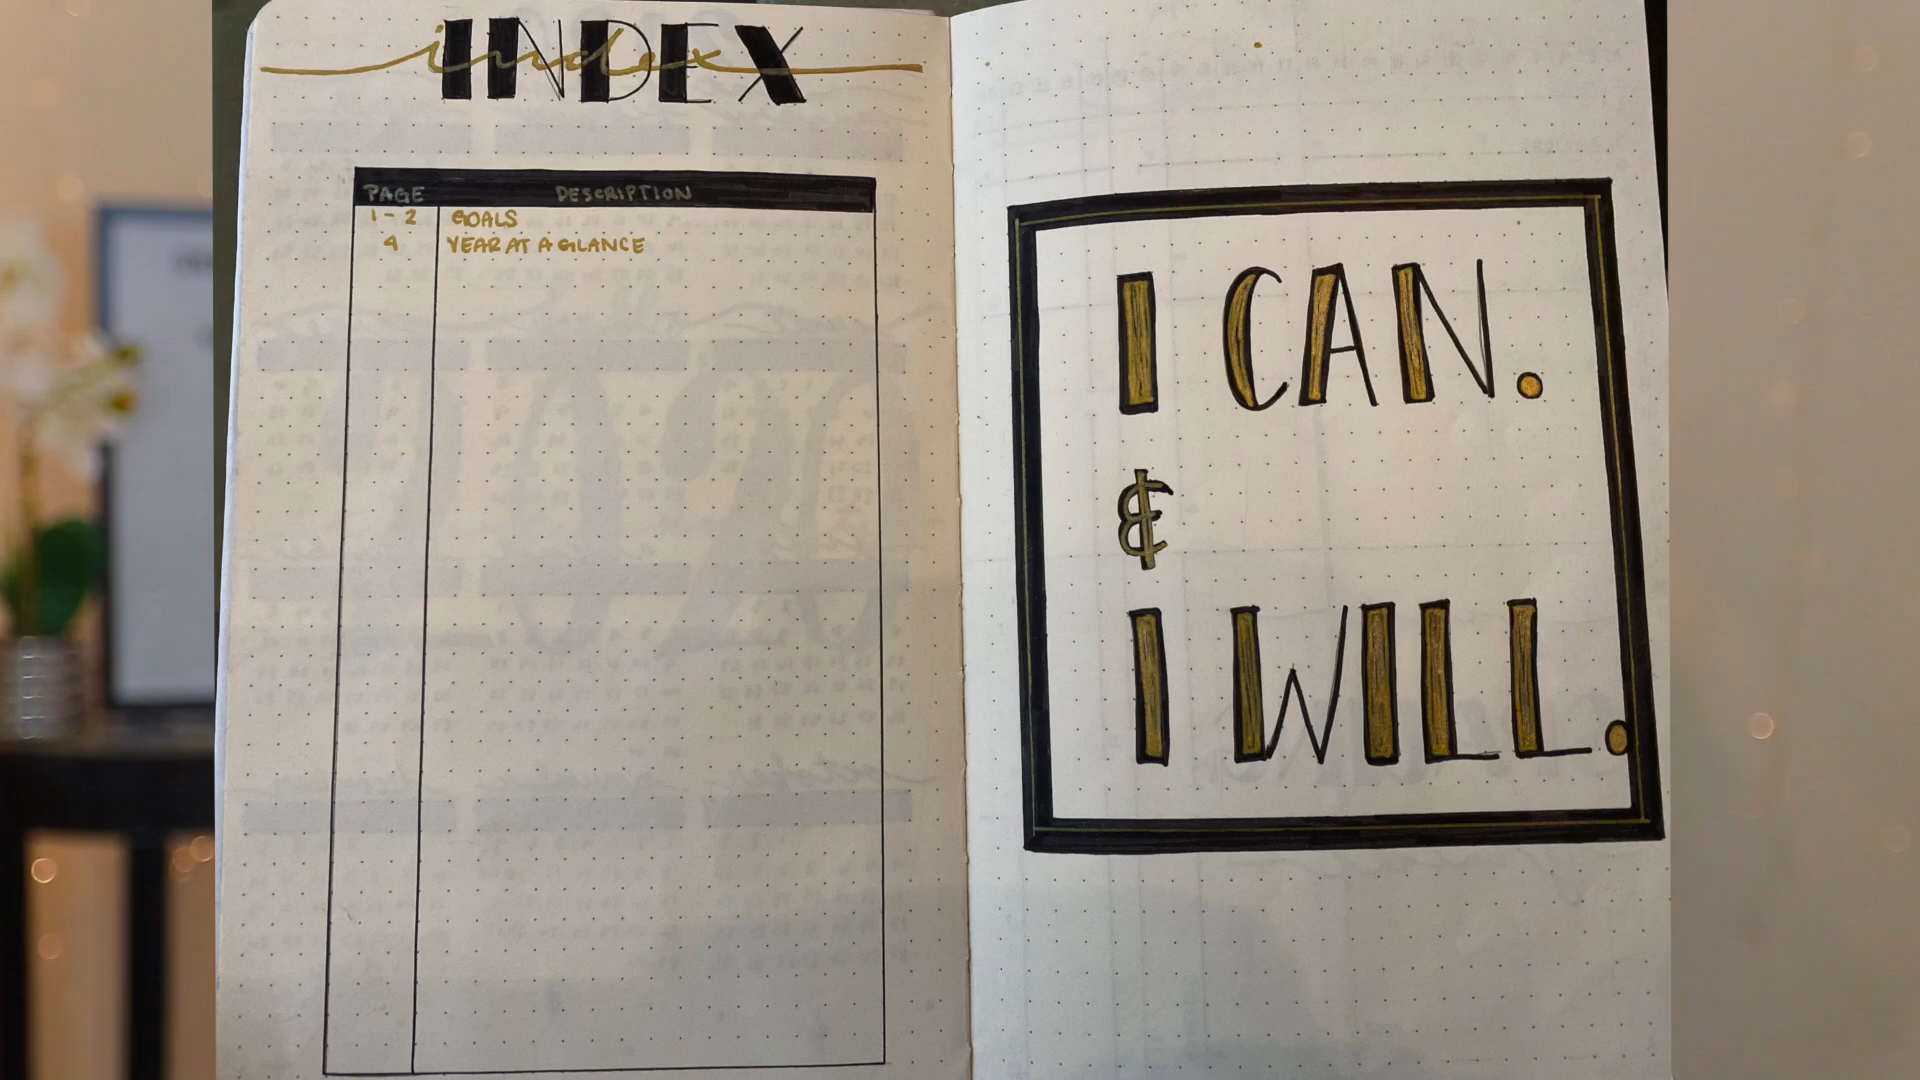 INDEX
index
PAGE DESCRIPTION
1-2 GOALS
4 YEAR AT A GLANCE
I CAN.
&
I WILL.